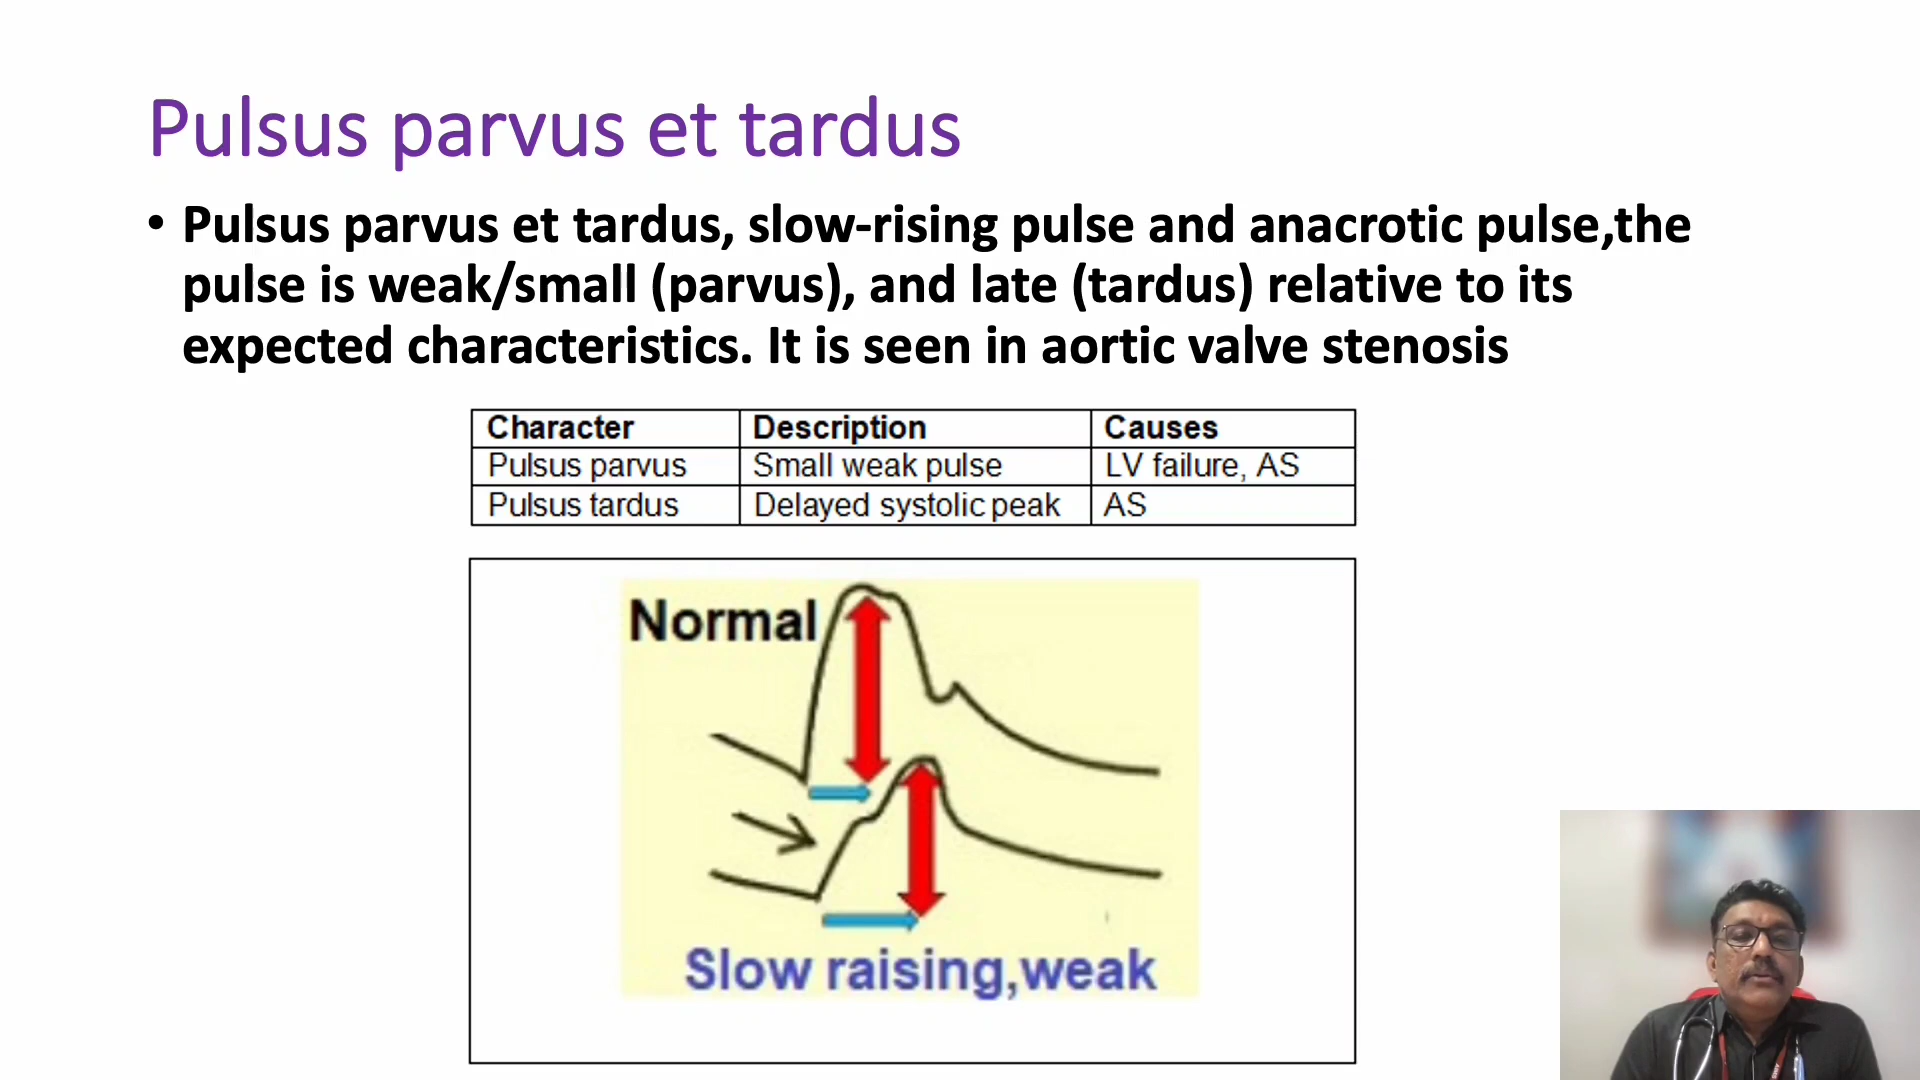 Pulsus parvus et tardus
• Pulsus parvus et tardus, slow-rising pulse and anacrotic pulse,the
pulse is weak/small (parvus), and late (tardus) relative to its
expected characteristics. It is seen in aortic valve stenosis
Character Description Causes
Pulsus parvus Small weak pulse LV failure, AS
Pulsus tardus Delayed systolic peak AS
Normal
Slow raising,weak